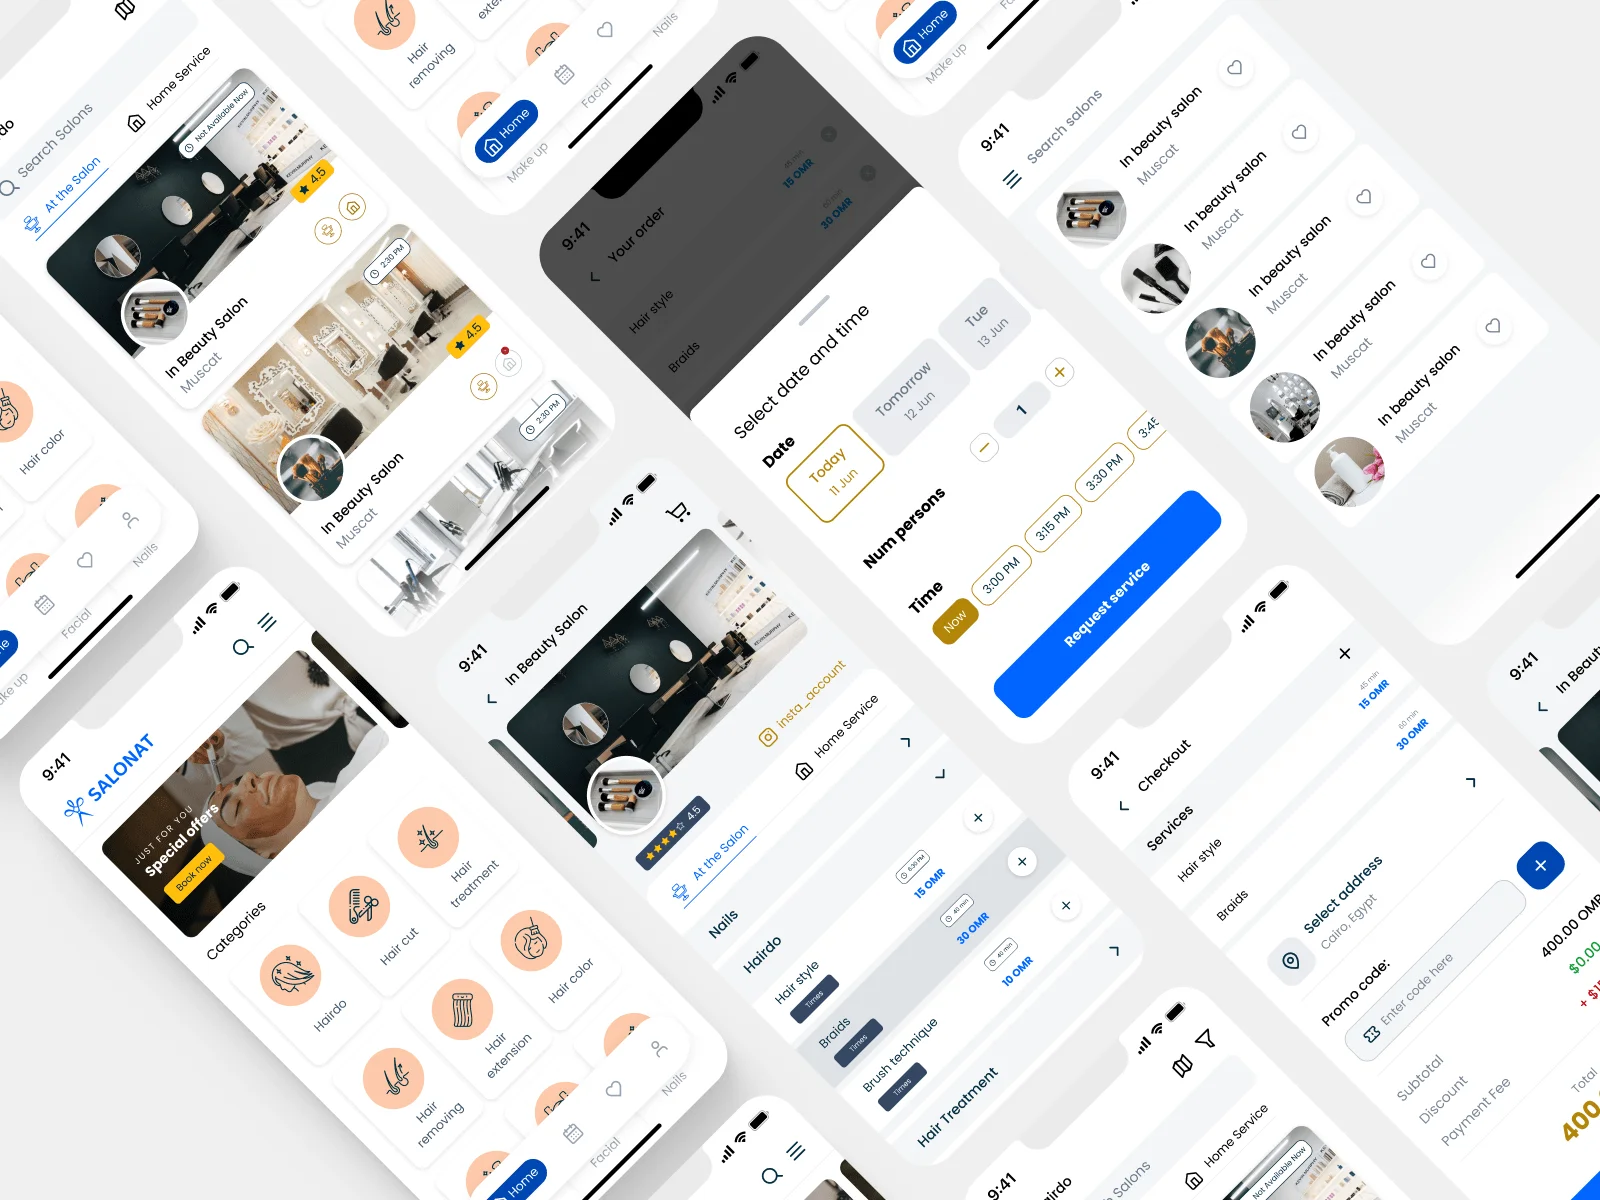 do
Search Salons
Home Service
At the Salon
Not Available Now
4.5
In Beauty Salon
Muscat
2:30 PM
4.5
In Beauty Salon
Muscat
2:30 PM
Hair color
Nails
Facial
Hair
removing
Nails
Facial
Home
Make up
9:41
Your order
45 min
15 OMR
30 OMR
Hair style
Braids
Select date and time
Date
Today
11 Jun
Tomorrow
12 Jun
Tue
13 Jun
Num persons
1
Time
Now
3:00 PM
3:15 PM
3:30 PM
3:45
Request service
Home
Make up
9:41
Search salons
In beauty salon
Muscat
In beauty salon
Muscat
In beauty salon
Muscat
In beauty salon
Muscat
In beauty salon
Muscat
9:41
SALONAT
JUST FOR YOU
Special offers
Book now
Categories
Hairdo
Hair cut
Hair
treatment
Hair
removing
Hair
extension
Hair color
Home
Facial
Nails
9:41
In Beauty Salon
insta_account
4.5
At the Salon
Home Service
Nails
Hairdo
Hair style
Times
6:30 PM
15 OMR
Braids
Times
40 min
30 OMR
Brush technique
Times
40 min
10 OMR
Hair Treatment
9:41
Checkout
Services
Hair style
45 min
15 OMR
Braids
60 min
30 OMR
Select address
Cairo, Egypt
Promo code:
Enter code here
Subtotal
400.00 OMR
Discount
$0.00
Payment Fee
Total
400.
9:41
In Beau
9:41
Home Service
Not Available Now